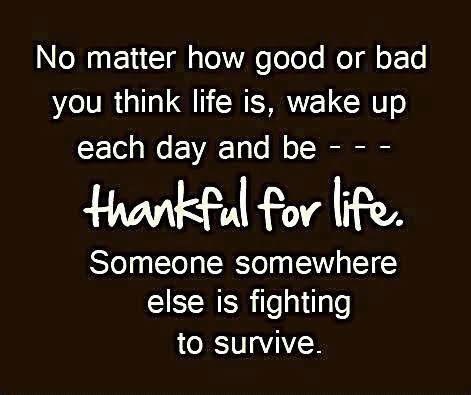 No matter how good or bad
you think life is, wake up
each day and be - - -
thankful for life.
Someone somewhere
else is fighting
to survive.